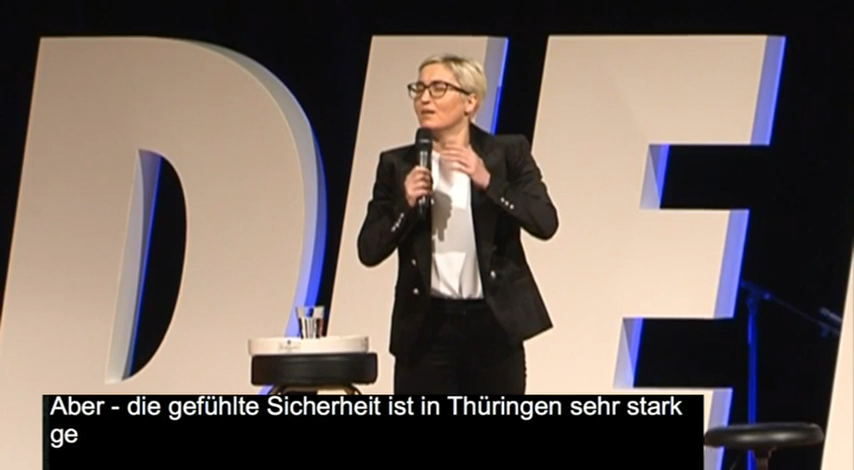 DIE
Aber - die gefühlte Sicherheit ist in Thüringen sehr stark
ge